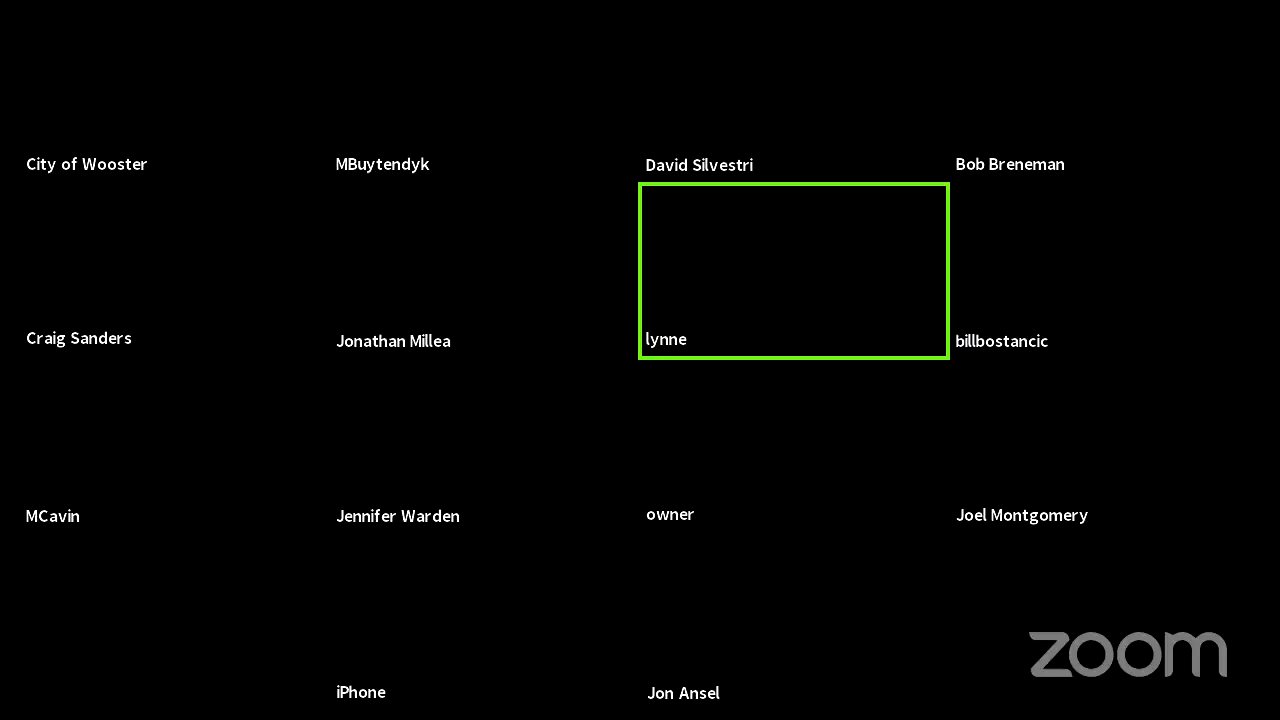 City of Wooster
MBuytendyk
David Silvestri
Bob Breneman
Craig Sanders
Jonathan Millea
lynne
billbostancic
MCavin
Jennifer Warden
owner
Joel Montgomery
iPhone
Jon Ansel
zoom